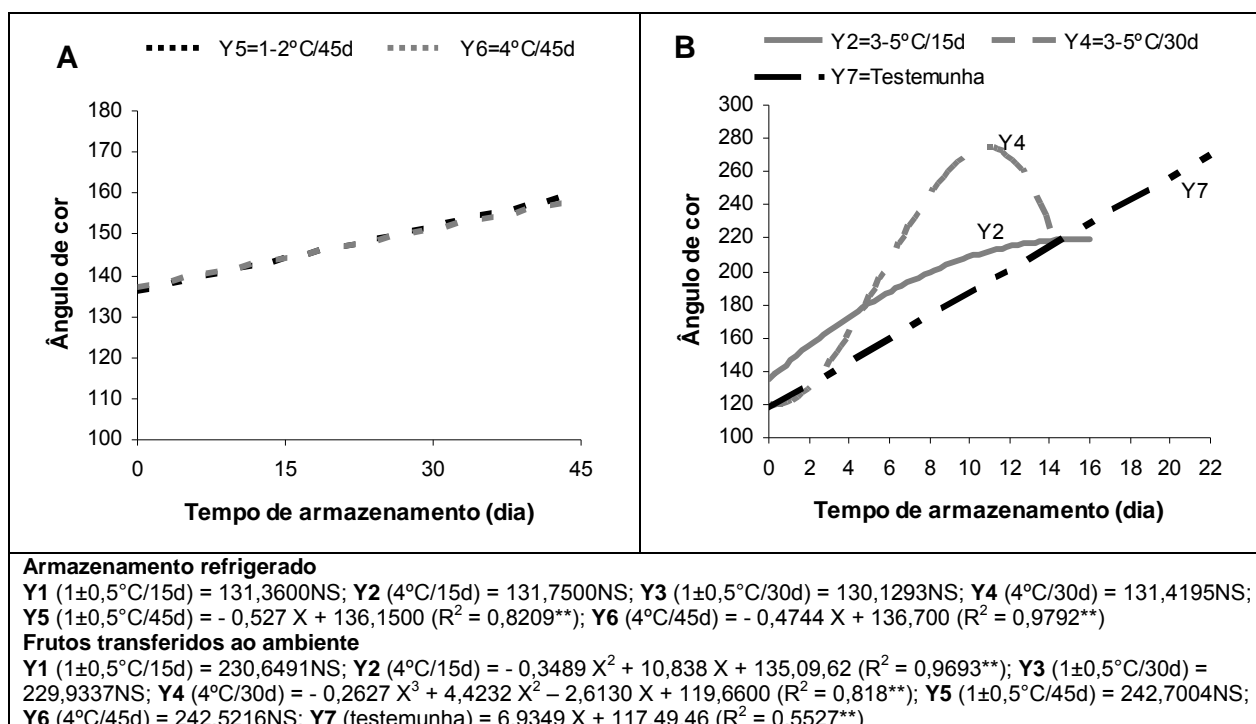 A
Y5=1-2ºC/45d
Y6=4ºC/45d
Ângulo de cor
180
170
160
150
140
130
120
110
100
0
15
30
45
Tempo de armazenamento (dia)
B
Y2=3-5ºC/15d
Y4=3-5ºC/30d
Y7=Testemunha
Ângulo de cor
300
280
260
240
220
200
180
160
140
120
100
Y4
Y2
Y7
0 2 4 6 8 10 12 14 16 18 20 22
Tempo de armazenamento (dia)
Armazenamento refrigerado
Y1 (1±0,5°C/15d) = 131,3600NS; Y2 (4ºC/15d) = 131,7500NS; Y3 (1±0,5°C/30d) = 130,1293NS; Y4 (4ºC/30d) = 131,4195NS;
Y5 (1±0,5°C/45d) = - 0,527 X + 136,1500 (R² = 0,8209**); Y6 (4ºC/45d) = - 0,4744 X + 136,700 (R² = 0,9792**)
Frutos transferidos ao ambiente
Y1 (1±0,5°C/15d) = 230,6491NS; Y2 (4ºC/15d) = - 0,3489 X² + 10,838 X + 135,09,62 (R² = 0,9693**); Y3 (1±0,5°C/30d) =
229,9337NS; Y4 (4ºC/30d) = - 0,2627 X³ + 4,4232 X² – 2,6130 X + 119,6600 (R² = 0,818**); Y5 (1±0,5°C/45d) = 242,7004NS;
Y6 (4ºC/45d) = 242,5216NS; Y7 (testemunha) = 6,9349 X + 117,49,46 (R² = 0,5527**)